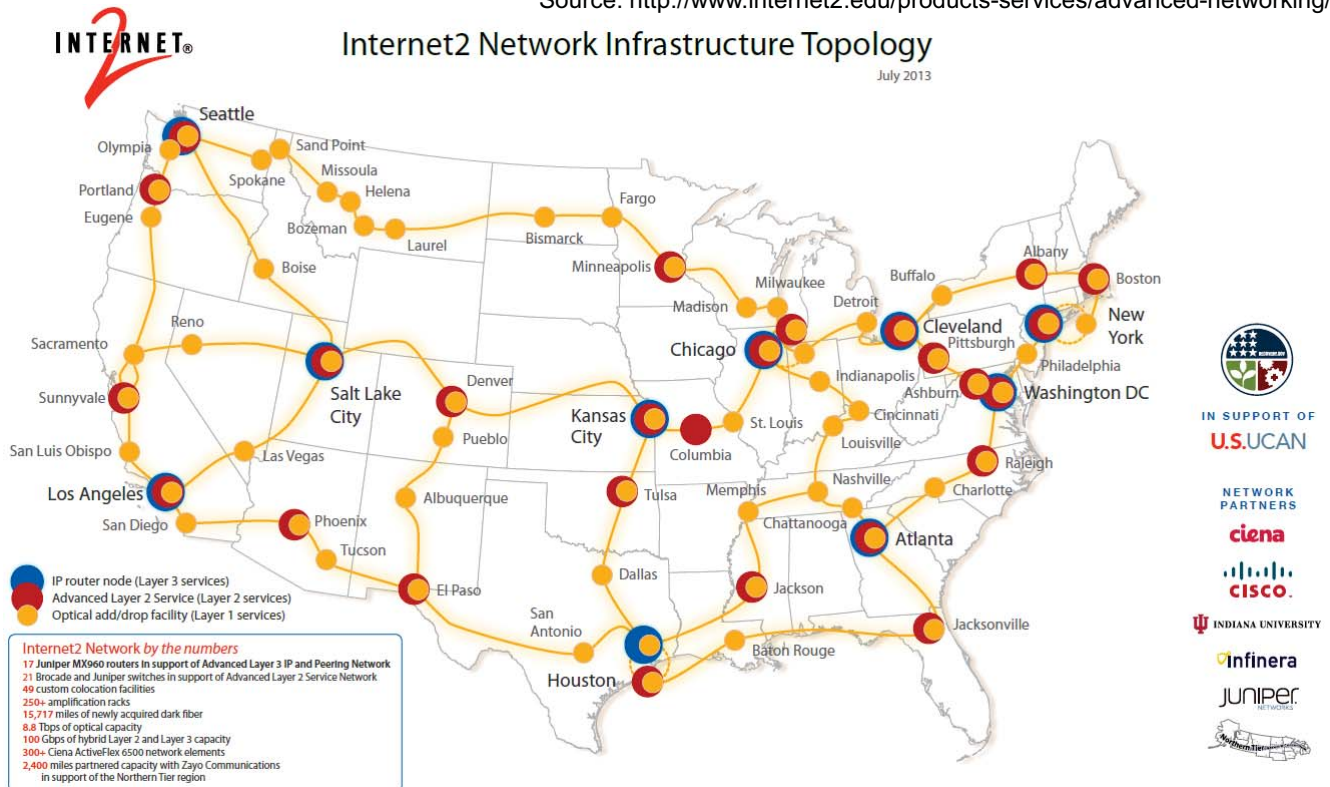 Source: http://www.internet2.edu/products-services/advanced-networking/
INTERNET®
2
Internet2 Network Infrastructure Topology
July 2013
Seattle
Olympia
Sand Point
Spokane
Missoula
Portland
Helena
Eugene
Bozeman
Laurel
Bismarck
Fargo
Boise
Minneapolis
Milwaukee
Madison
Detroit
Buffalo
Albany
Boston
Reno
Sacramento
Chicago
Cleveland
Pittsburgh
New
York
Philadelphia
Salt Lake
City
Denver
Sunnyvale
Indianapolis
Ashburn
Washington DC
Kansas
City
Columbia
St. Louis
Cincinnati
Louisville
Pueblo
San Luis Obispo
Las Vegas
Raleigh
Los Angeles
Albuquerque
Tulsa
Memphis
Nashville
Charlotte
San Diego
Phoenix
Chattanooga
Atlanta
Tucson
El Paso
Dallas
Jackson
San
Antonio
Houston
Baton Rouge
Jacksonville
IP router node (Layer 3 services)
Advanced Layer 2 Service (Layer 2 services)
Optical add/drop facility (Layer 1 services)
Internet2 Network by the numbers
17 Juniper MX960 routers in support of Advanced Layer 3 IP and Peering Network
21 Brocade and Juniper switches in support of Advanced Layer 2 Service Network
49 custom colocation facilities
250+ amplification racks
15,717 miles of newly acquired dark fiber
8.8 Tbps of optical capacity
100 Gbps of hybrid Layer 2 and Layer 3 capacity
300+ Ciena ActiveFlex 6500 network elements
2,400 miles partnered capacity with Zayo Communications
in support of the Northern Tier region
RECOVERY.GOV
IN SUPPORT OF
U.S.UCAN
NETWORK
PARTNERS
ciena
CISCO.
INDIANA UNIVERSITY
infinera
JUNIPER
NETWORKS
Northern Tier